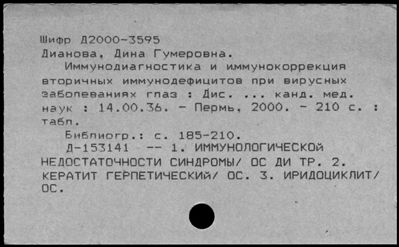 Шифр Д2000-3595
Дианова, Дина Гумеровна.
Иммунодиагностика и иммунокоррекция
вторичных иммунодефицитов при вирусных
заболеваниях глаз : Дис. ... канд. мед.
наук : 14.00.36. - Пермь, 2000. - 210 с. :
табл.
Библиогр.: с. 185-210.
Д-153141 -- 1. ИММУНОЛОГИЧЕСКОЙ
НЕДОСТАТОЧНОСТИ СИНДРОМЫ/ ОС ДИ ТР. 2.
КЕРАТИТ ГЕРПЕТИЧЕСКИЙ/ ОС. 3. ИРИДОЦИКЛИТ/
ОС.